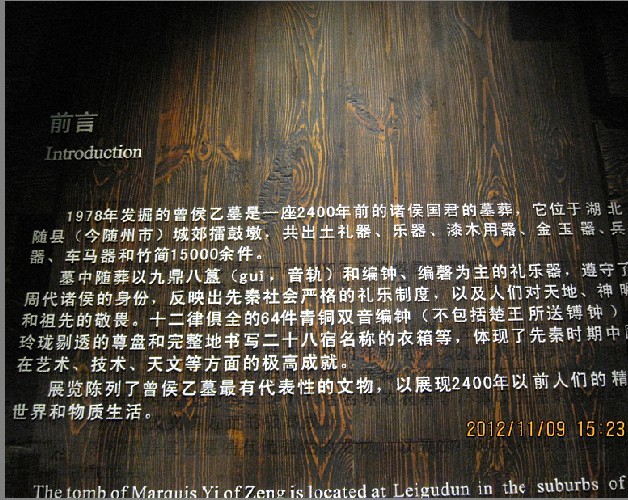 前言
Introduction
1978年发掘的曾侯乙墓是一座2400年前的诸侯国君的墓葬，它位于湖北
随县（今随州市）城郊擂鼓墩，共出土礼器、乐器、漆木用器、金玉器、兵
器、车马器和竹简15000余件。
墓中随葬以九鼎八簋（gui，音轨）和编钟、编磬为主的礼乐器，遵守了
周代诸侯的身份，反映出先秦社会严格的礼乐制度，以及人们对天地、神明
和祖先的敬畏。十二律俱全的64件青铜双音编钟（不包括楚王所送镈钟）、
玲珑剔透的尊盘和完整地书写二十八宿名称的衣箱等，体现了先秦时期中
在艺术、技术、天文等方面的极高成就。
展览陈列了曾侯乙墓最有代表性的文物，以展现2400年以前人们的精
世界和物质生活。
2012/11/09 15:23
The tomb of Marquis Yi of Zeng is located at Leigudun in the suburbs of